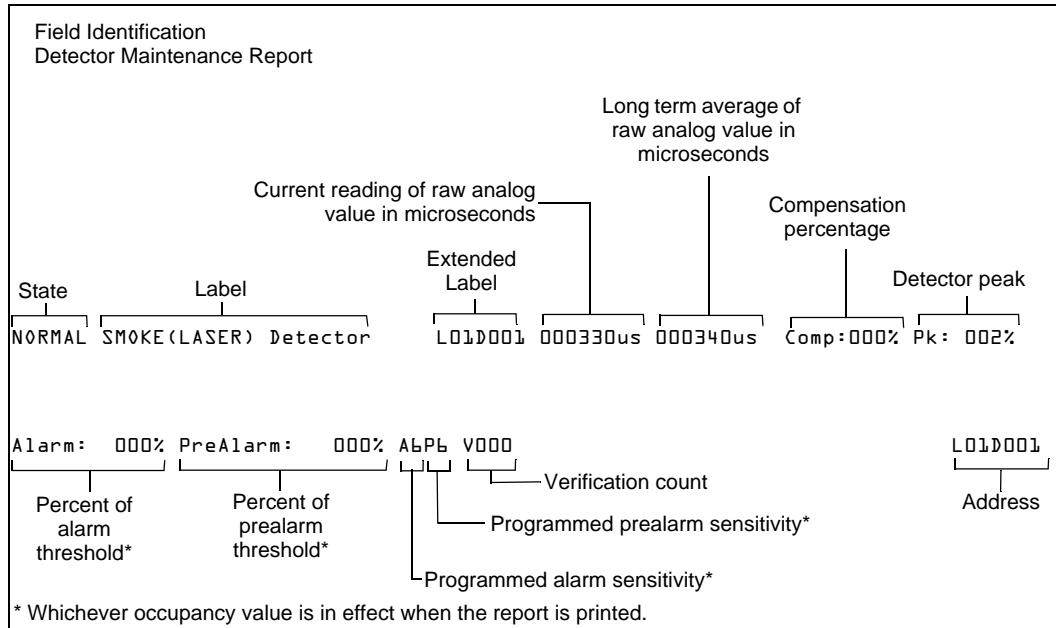 Field Identification
Detector Maintenance Report
Long term average of
raw analog value in
microseconds
Current reading of raw analog
value in microseconds
Compensation
percentage
Extended
Label
State
Label
Detector peak
NORMAL SMOKE(LASER) Detector L01D001 000330us 000340us Comp:000% Pk: 002%
Alarm: 000% PreAlarm: 000% A6P6 V000 L01D001
Verification count
Address
Percent of
alarm
threshold*
Percent of
prealarm
threshold*
Programmed prealarm sensitivity*
Programmed alarm sensitivity*
* Whichever occupancy value is in effect when the report is printed.